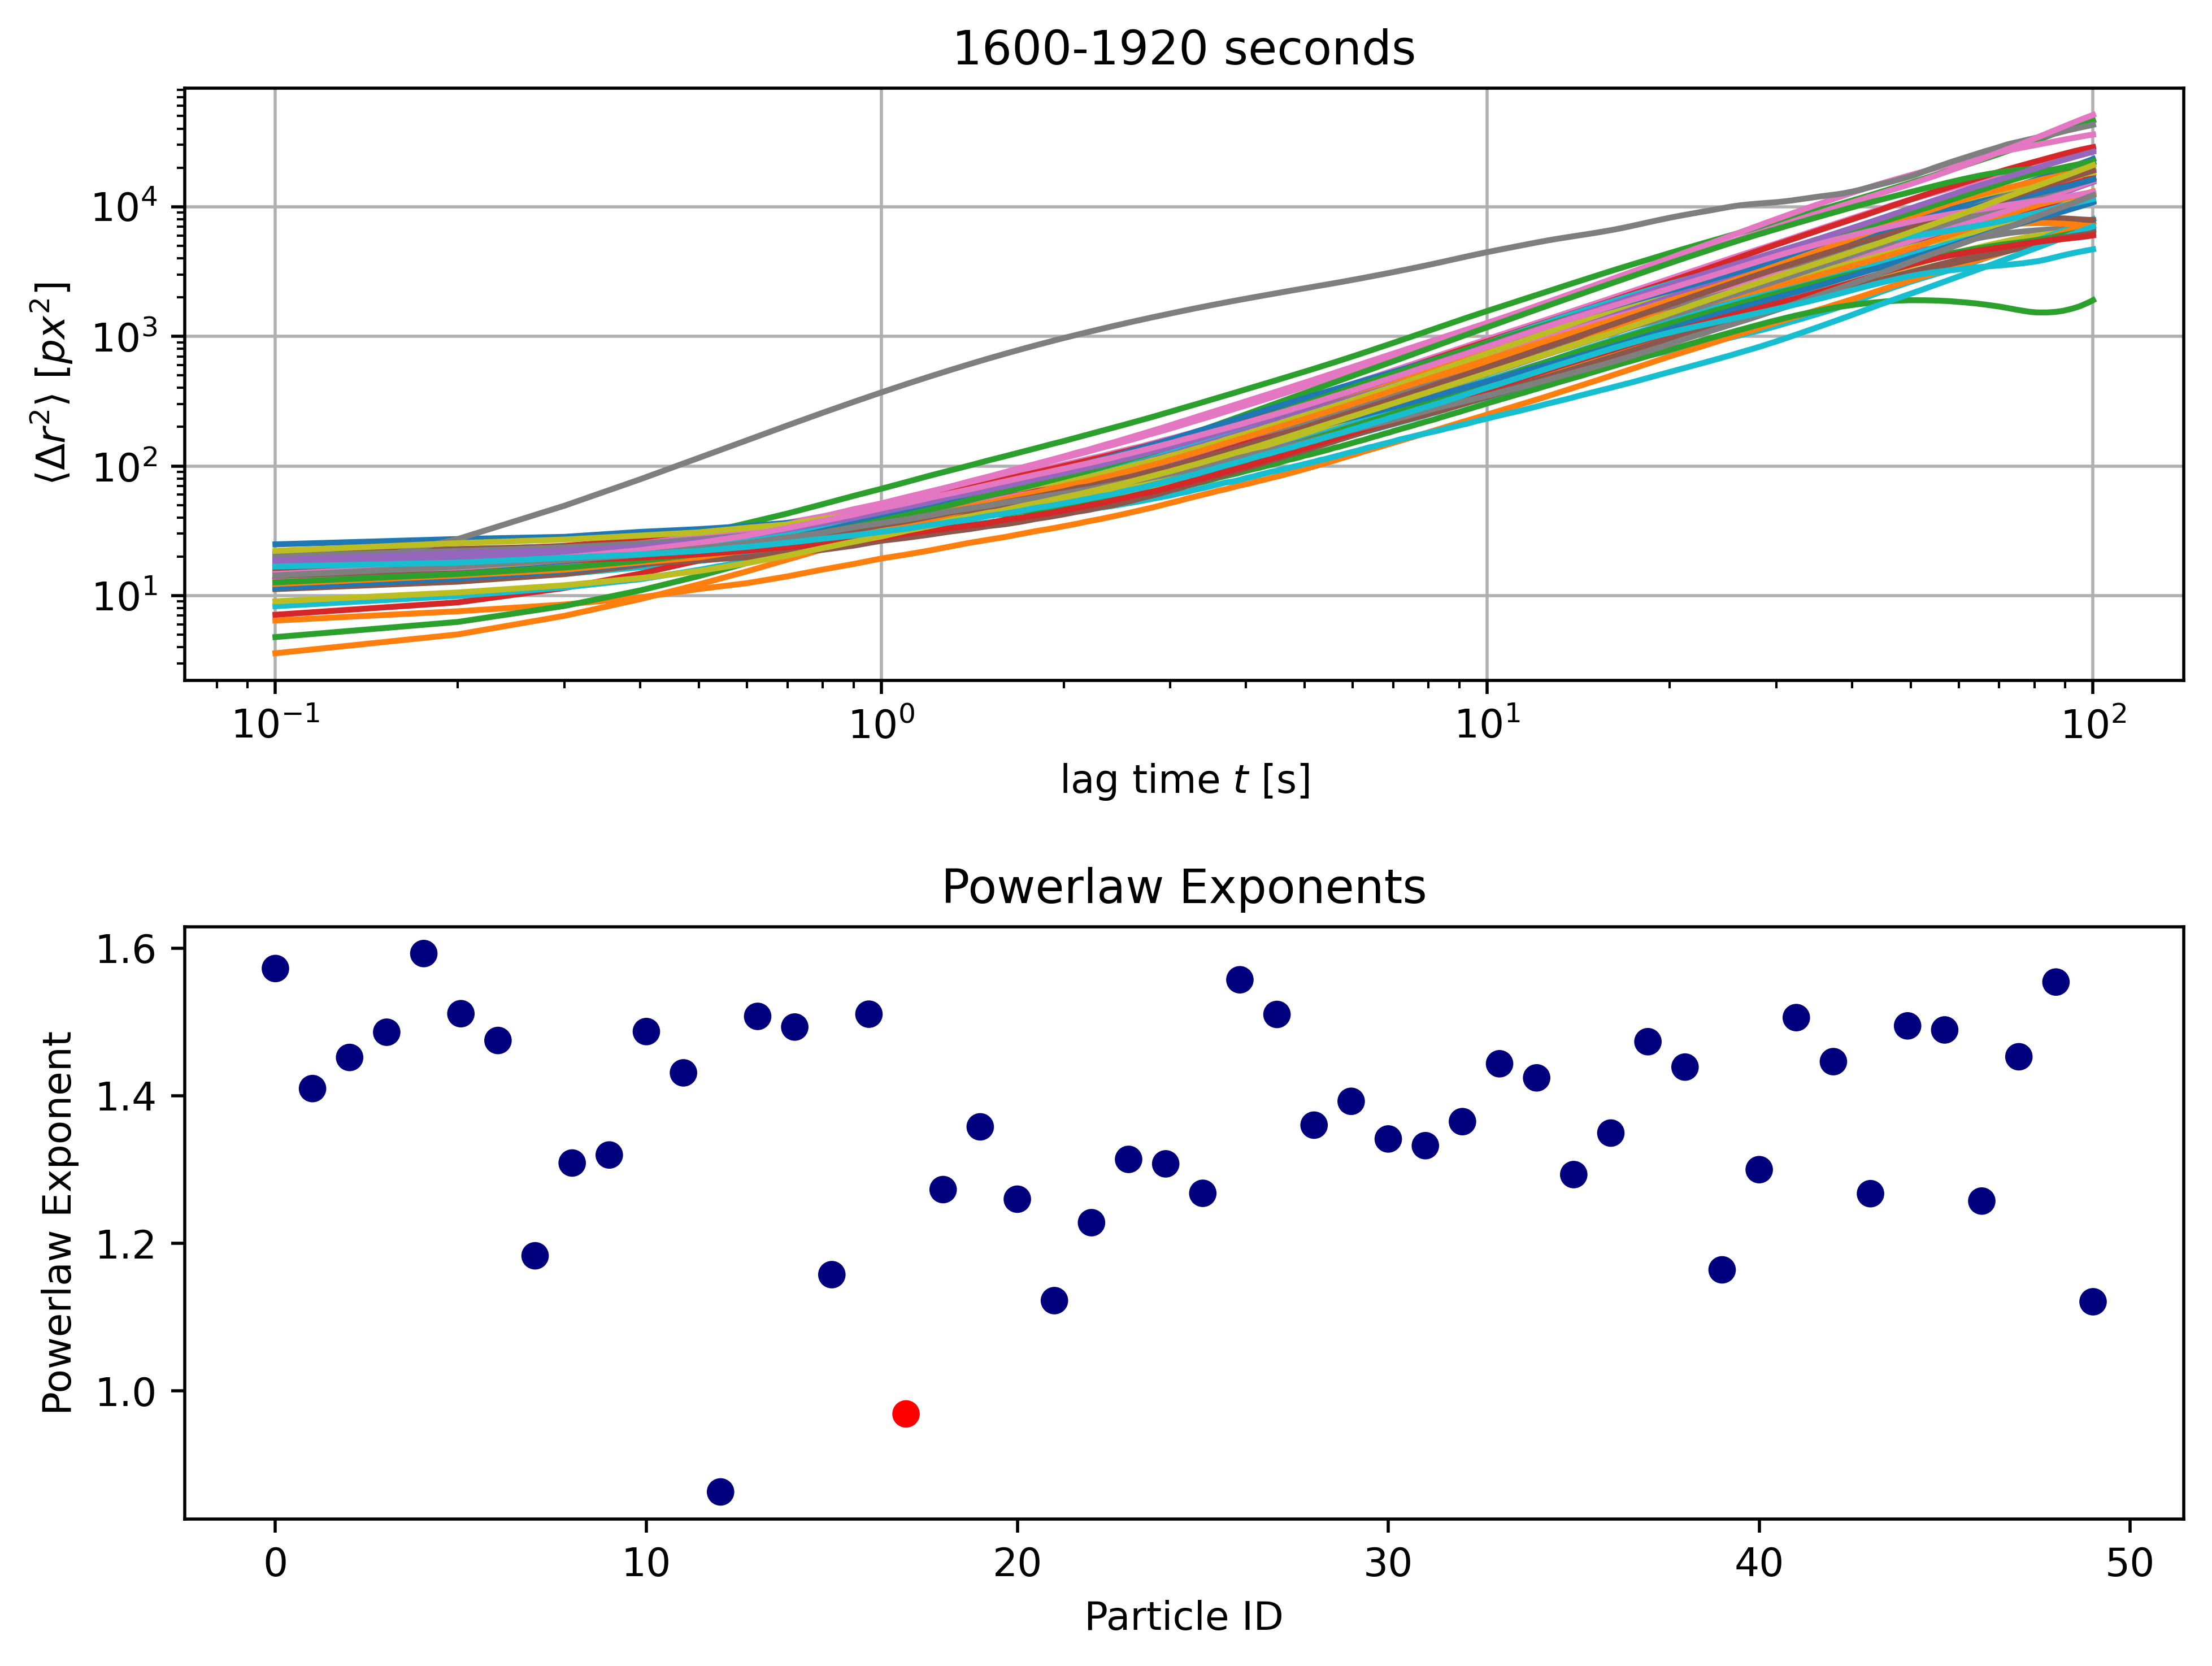 1600-1920 seconds
⟨Δr²⟩ [px²]
10⁴
10³
10²
10¹
10⁻¹ 10⁰ 10¹ 10²
lag time t [s]
Powerlaw Exponents
Powerlaw Exponent
1.6
1.4
1.2
1.0
0 10 20 30 40 50
Particle ID